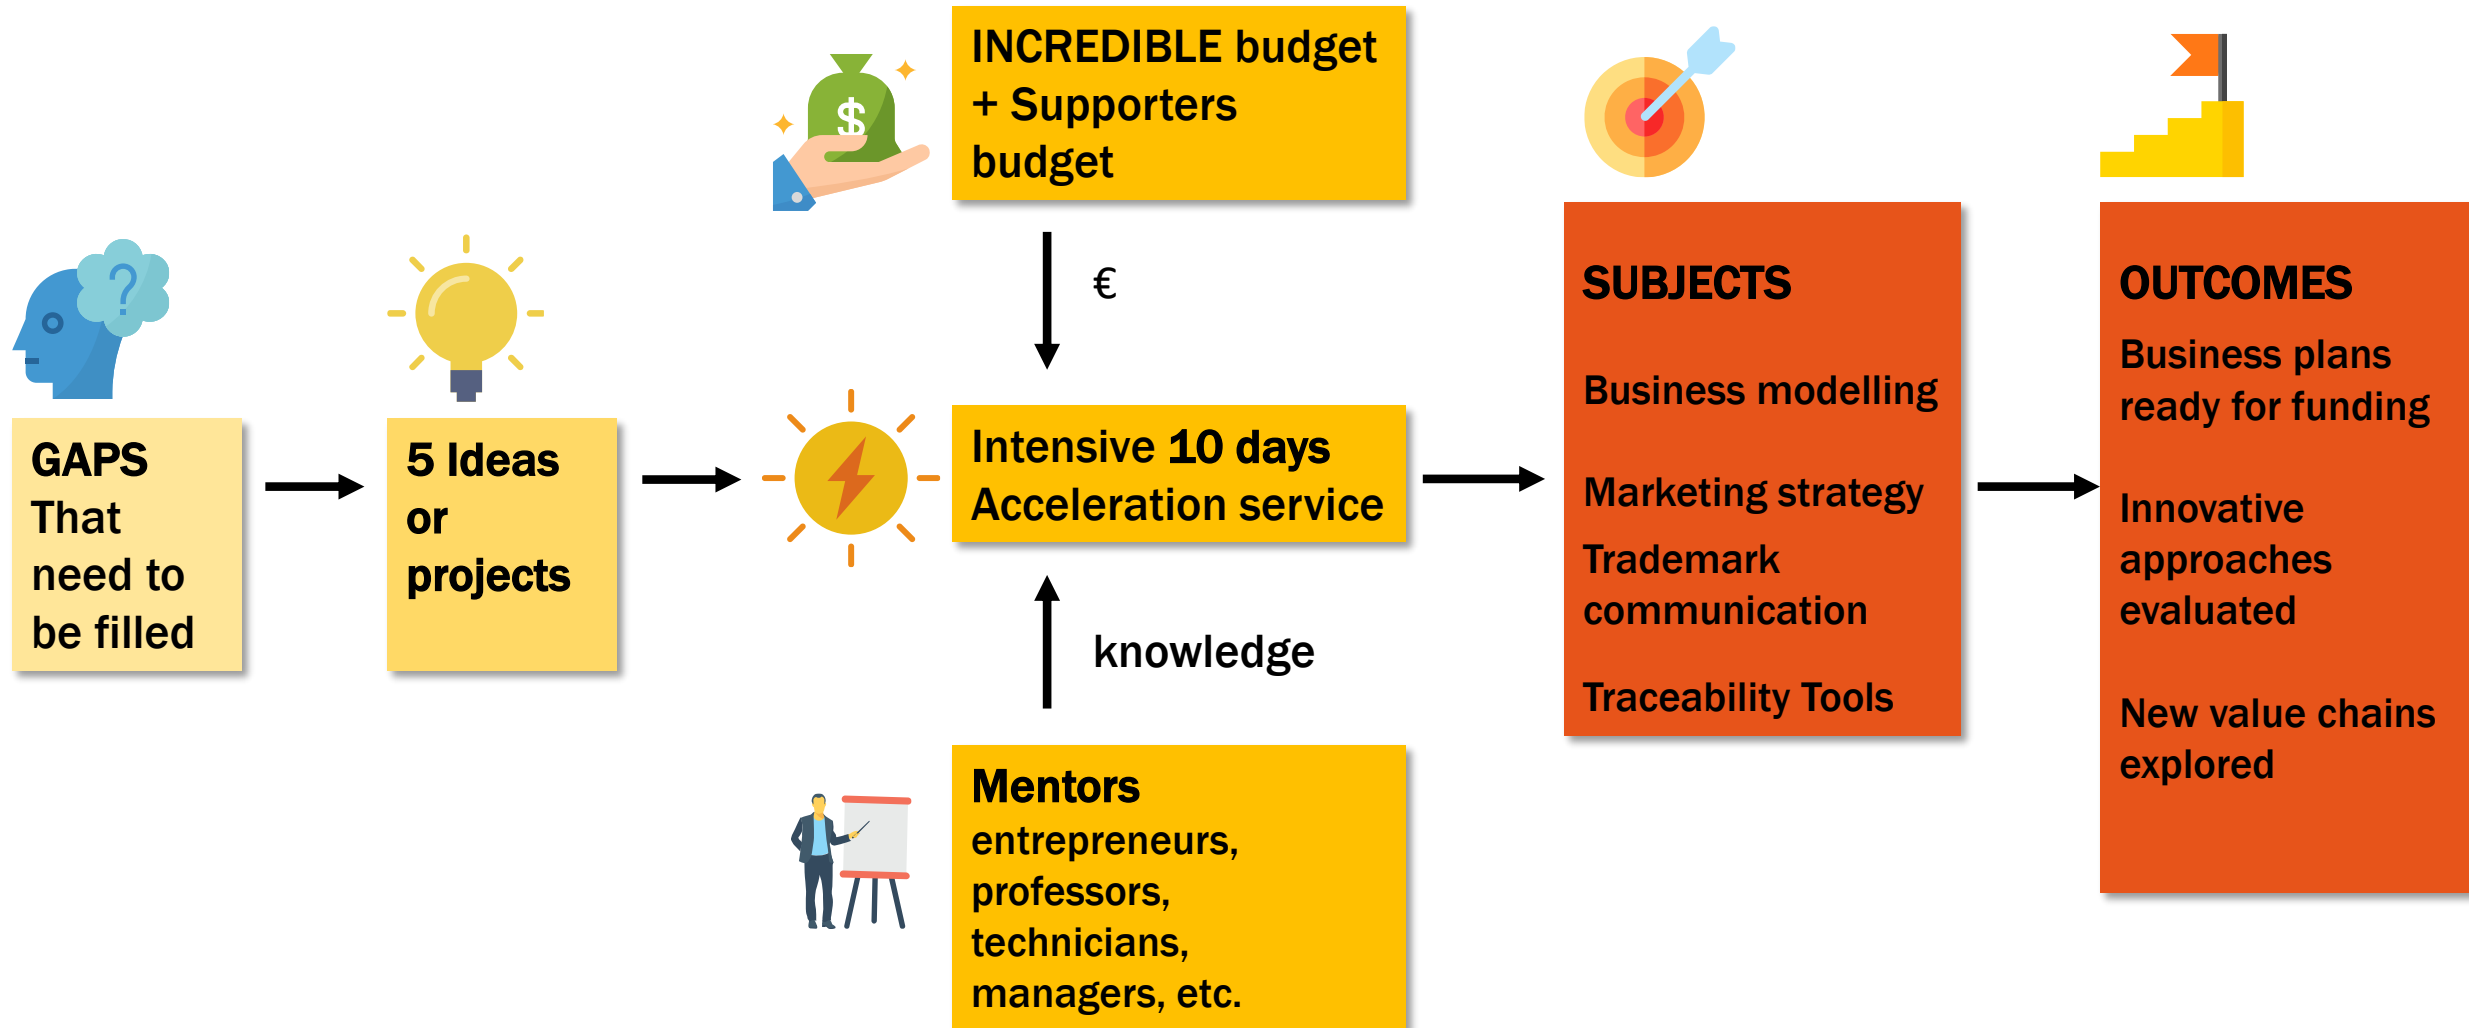 GAPS
That
need to
be filled
?
5 Ideas
or
projects
$
INCREDIBLE budget
+ Supporters
budget
€
Intensive 10 days
Acceleration service
knowledge
Mentors
entrepreneurs,
professors,
technicians,
managers, etc.
SUBJECTS
Business modelling
Marketing strategy
Trademark
communication
Traceability Tools
OUTCOMES
Business plans
ready for funding
Innovative
approaches
evaluated
New value chains
explored